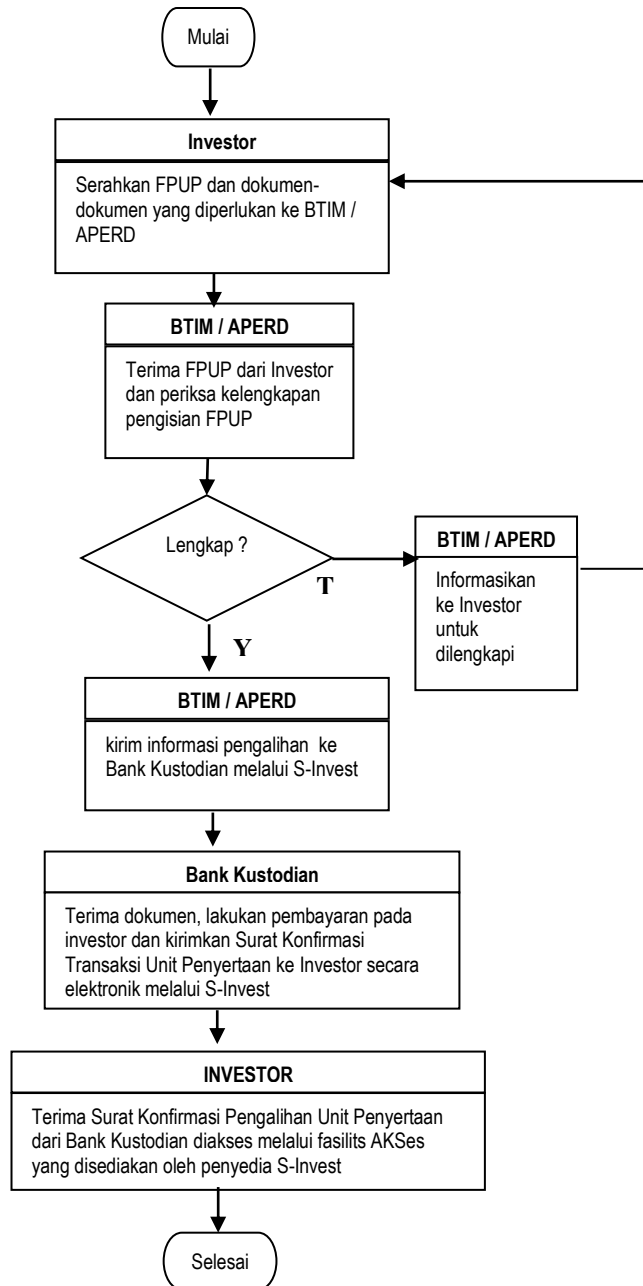 Mulai
Investor
Serahkan FPUP dan dokumen-
dokumen yang diperlukan ke BTIM /
APERD
BTIM / APERD
Terima FPUP dari Investor
dan periksa kelengkapan
pengisian FPUP
Lengkap ?
T
BTIM / APERD
Informasikan
ke Investor
untuk
dilengkapi
Y
BTIM / APERD
kirim informasi pengalihan ke
Bank Kustodian melalui S-Invest
Bank Kustodian
Terima dokumen, lakukan pembayaran pada
investor dan kirimkan Surat Konfirmasi
Transaksi Unit Penyertaan ke Investor secara
elektronik melalui S-Invest
INVESTOR
Terima Surat Konfirmasi Pengalihan Unit Penyertaan
dari Bank Kustodian diakses melalui fasilits AKSes
yang disediakan oleh penyedia S-Invest
Selesai